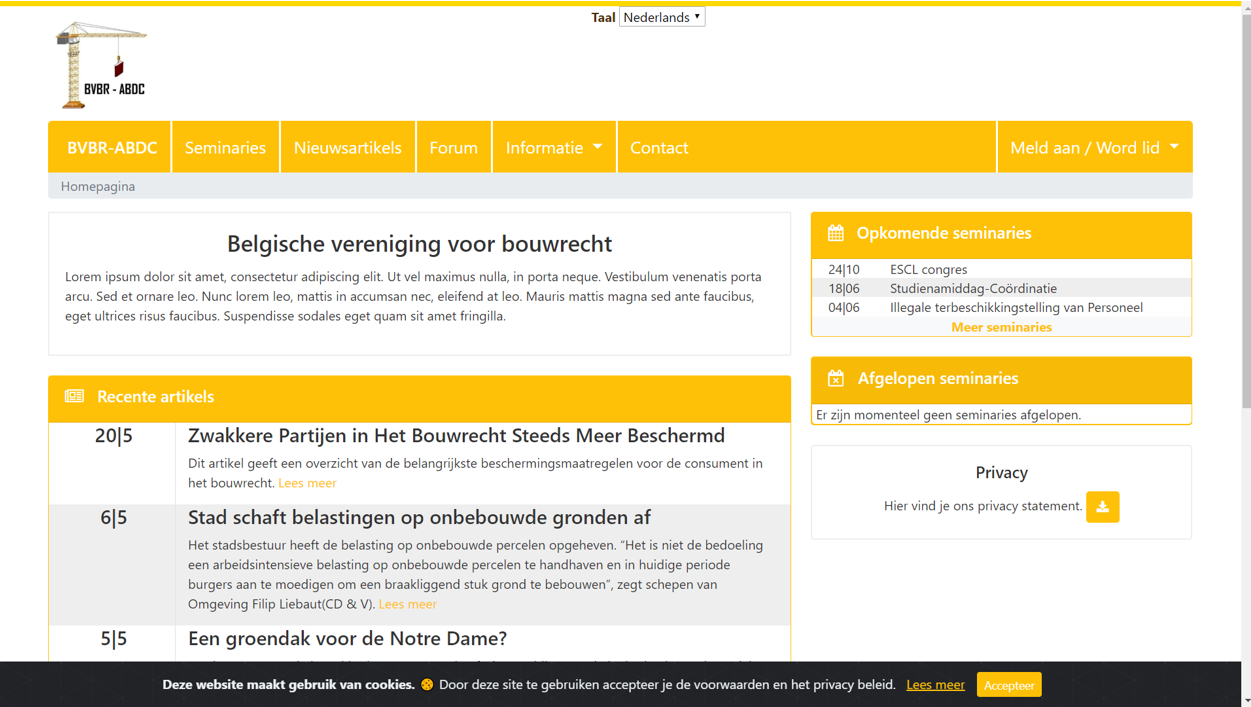 Taal Nederlands
BVBR - ABDC
BVBR-ABDC Seminaries Nieuwsartikels Forum Informatie Contact Meld aan / Word lid
Homepagina
Belgische vereniging voor bouwrecht
Lorem ipsum dolor sit amet, consectetur adipiscing elit. Ut vel maximus nulla, in porta neque. Vestibulum venenatis porta
arcu. Sed et ornare leo. Nunc lorem leo, mattis in accumsan nec, eleifend at leo. Mauris mattis magna sed ante faucibus,
eget ultrices risus faucibus. Suspendisse sodales eget quam sit amet fringilla.
Recente artikels
20|5 Zwakkere Partijen in Het Bouwrecht Steeds Meer Beschermd
Dit artikel geeft een overzicht van de belangrijkste beschermingsmaatregelen voor de consument in
het bouwrecht. Lees meer
6|5 Stad schaft belastingen op onbebouwde gronden af
Het stadsbestuur heeft de belasting op onbebouwde percelen opgeheven. “Het is niet de bedoeling
een arbeidsintensieve belasting op onbebouwde percelen te handhaven en in huidige periode
burgers aan te moedigen om een braakliggend stuk grond te bebouwen”, zegt schepen van
Omgeving Filip Liebaut(CD & V). Lees meer
5|5 Een groendak voor de Notre Dame?
Opkomende seminaries
24|10 ESCL congres
18|06 Studienamiddag-Coördinatie
04|06 Illegale terbeschikkingstelling van Personeel
Meer seminaries
Afgelopen seminaries
Er zijn momenteel geen seminaries afgelopen.
Privacy
Hier vind je ons privacy statement.
Deze website maakt gebruik van cookies. 🍪 Door deze site te gebruiken accepteer je de voorwaarden en het privacy beleid. Lees meer Accepteer